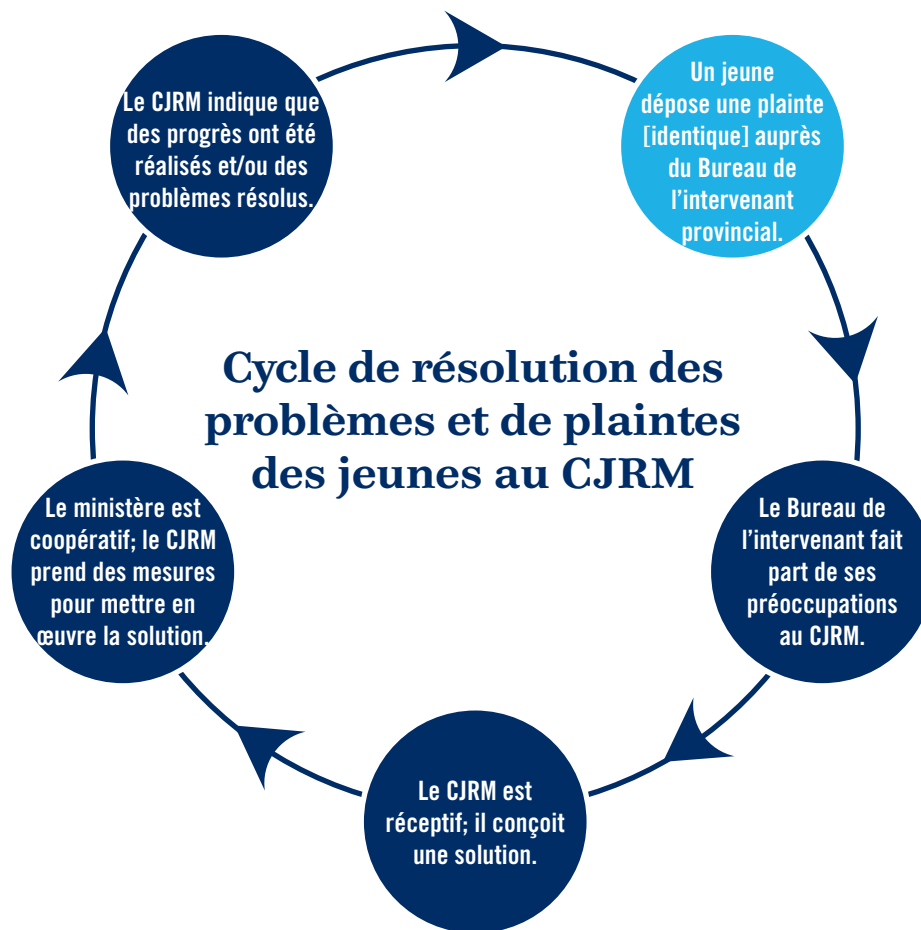 Cycle de résolution des
problèmes et de plaintes
des jeunes au CJRM
Un jeune
dépose une plainte
[identique] auprès
du Bureau de
l’intervenant
provincial.
Le Bureau de
l’intervenant fait
part de ses
préoccupations
au CJRM.
Le CJRM est
réceptif; il conçoit
une solution.
Le ministère est
coopératif; le CJRM
prend des mesures
pour mettre en
œuvre la solution.
Le CJRM indique que
des progrès ont été
réalisés et/ou des
problèmes résolus.